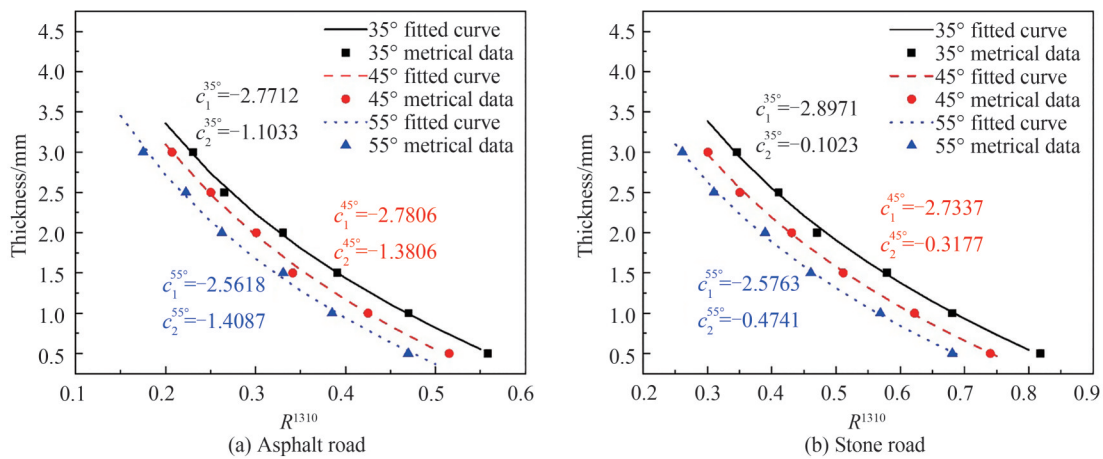 4.5
4.0
3.5
3.0
2.5
2.0
1.5
1.0
0.5
Thickness/mm
35° fitted curve
35° metrical data
45° fitted curve
45° metrical data
55° fitted curve
55° metrical data
c₁³⁵°=−2.7712
c₂³⁵°=−1.1033
c₁⁴⁵°=−2.7806
c₂⁴⁵°=−1.3806
c₁⁵⁵°=−2.5618
c₂⁵⁵°=−1.4087
0.1 0.2 0.3 0.4 0.5 0.6
R¹³¹⁰
(a) Asphalt road
4.5
4.0
3.5
3.0
2.5
2.0
1.5
1.0
0.5
Thickness/mm
35° fitted curve
35° metrical data
45° fitted curve
45° metrical data
55° fitted curve
55° metrical data
c₁³⁵°=−2.8971
c₂³⁵°=−0.1023
c₁⁴⁵°=−2.7337
c₂⁴⁵°=−0.3177
c₁⁵⁵°=−2.5763
c₂⁵⁵°=−0.4741
0.2 0.3 0.4 0.5 0.6 0.7 0.8 0.9
R¹³¹⁰
(b) Stone road